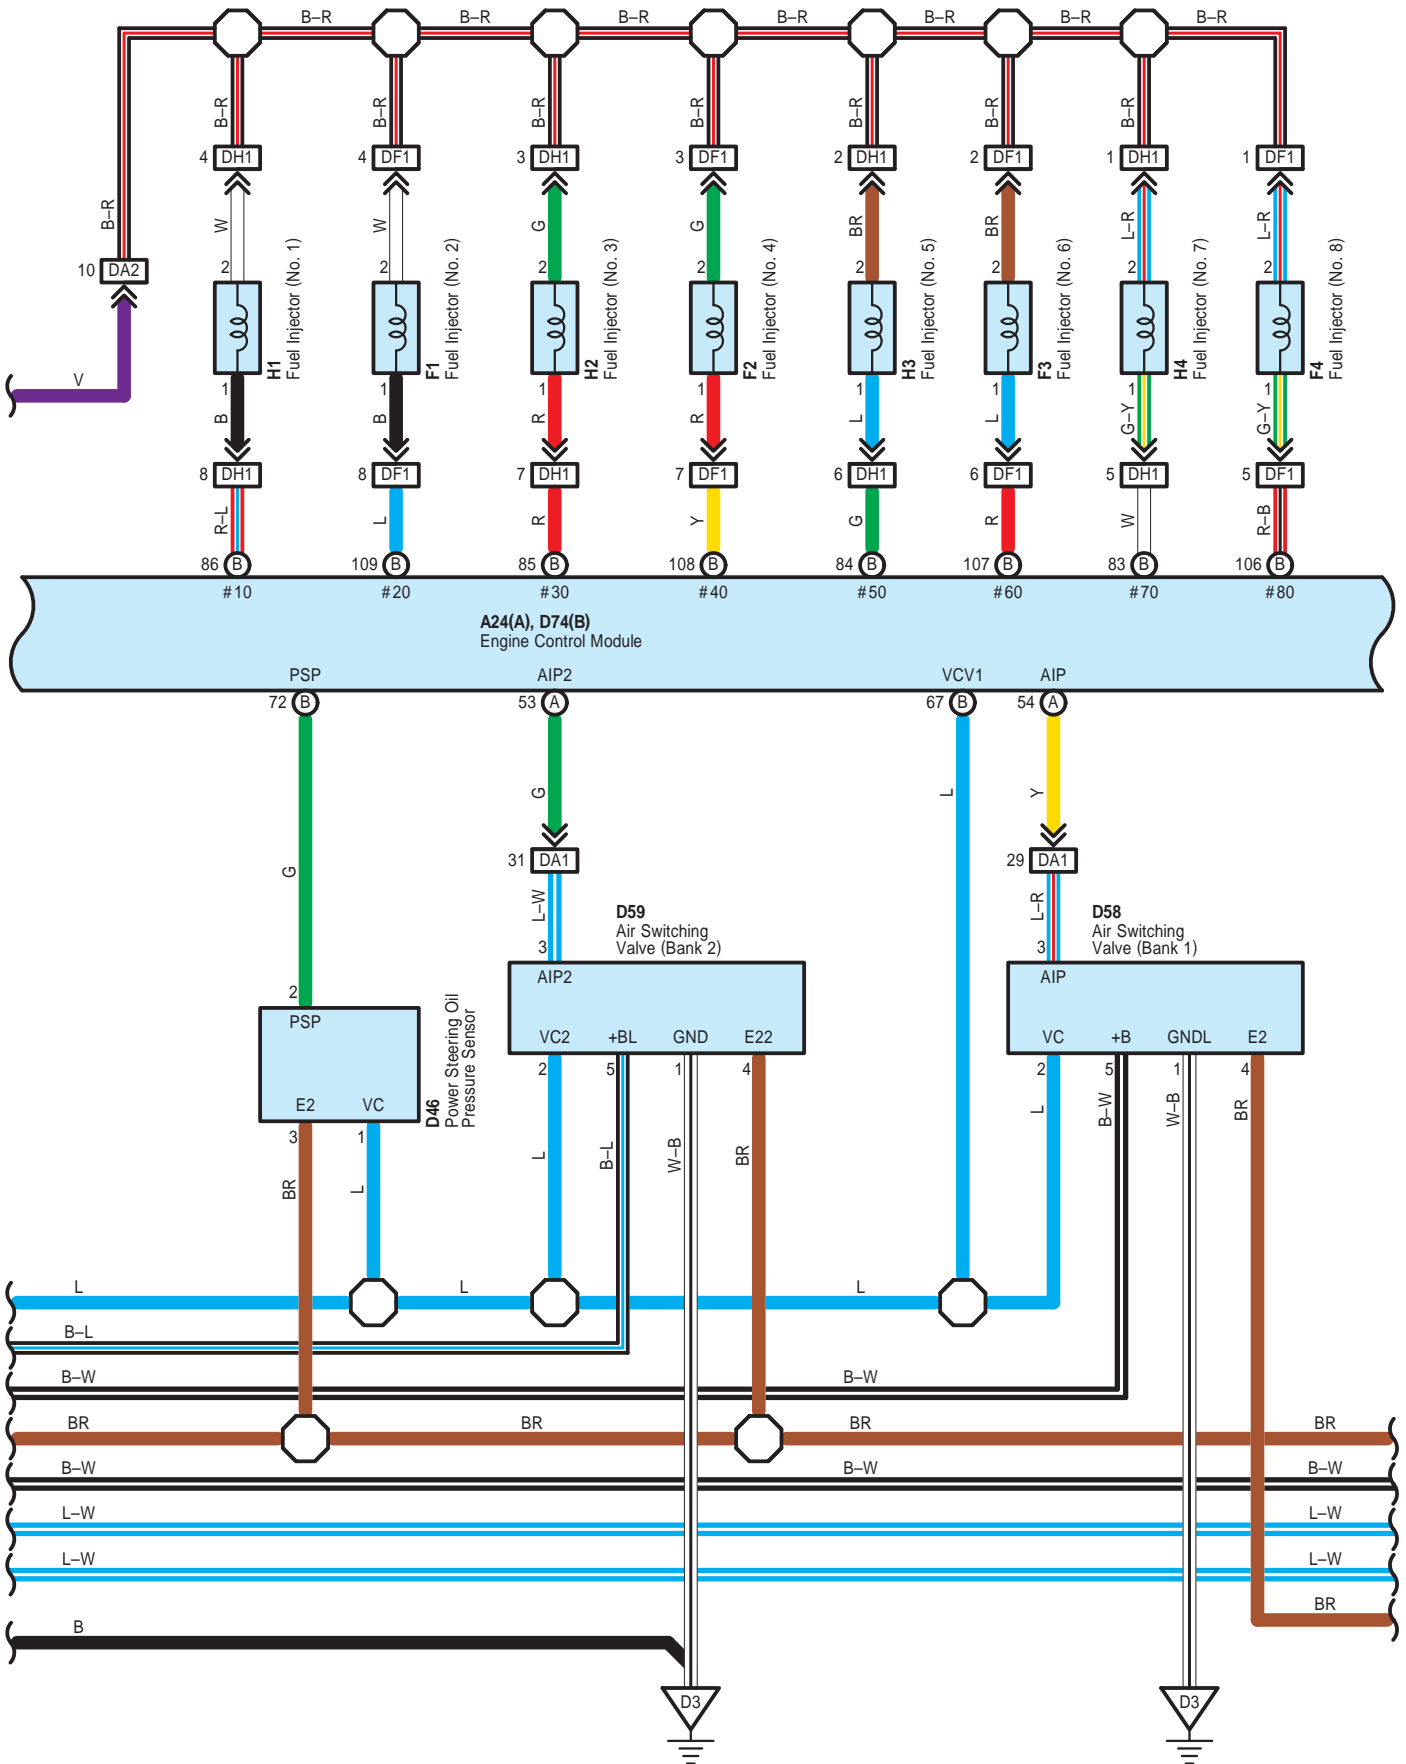 B–R B–R B–R B–R B–R B–R B–R
B–R B–R B–R B–R B–R B–R B–R B–R
4 DH1 4 DF1 3 DH1 3 DF1 2 DH1 2 DF1 1 DH1 1 DF1
B–R
W W G G BR BR L–R L–R
10 DA2
2 2 2 2 2 2 2 2
H1
Fuel Injector (No. 1)
F1
Fuel Injector (No. 2)
H2
Fuel Injector (No. 3)
F2
Fuel Injector (No. 4)
H3
Fuel Injector (No. 5)
F3
Fuel Injector (No. 6)
H4
Fuel Injector (No. 7)
F4
Fuel Injector (No. 8)
V
1 1 1 1 1 1 1 1
B B R R L L G–Y G–Y
8 DH1 8 DF1 7 DH1 7 DF1 6 DH1 6 DF1 5 DH1 5 DF1
R–L L R Y G R W R–B
86 B 109 B 85 B 108 B 84 B 107 B 83 B 106 B
#10 #20 #30 #40 #50 #60 #70 #80
A24(A), D74(B)
Engine Control Module
PSP AIP2 VCV1 AIP
72 B 53 A 67 B 54 A
G L Y
G
31 DA1 29 DA1
L–W L–R
D59
Air Switching
Valve (Bank 2)
D58
Air Switching
Valve (Bank 1)
3 3
AIP2 AIP
2
PSP
VC2 +BL GND E22
VC +B GNDL E2
2 5 1 4 2 5 1 4
E2 VC
D46
Power Steering Oil
Pressure Sensor
3 1
L B–W W–B BR
L B–L W–B BR
BR L
L L L
B–L
B–W B–W
BR BR BR BR
B–W B–W B–W
L–W L–W
L–W L–W
BR
B
D3 D3